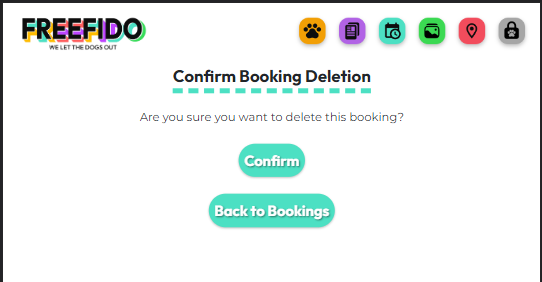 FREEFIDO
WE LET THE DOGS OUT
Confirm Booking Deletion
Are you sure you want to delete this booking?
Confirm
Back to Bookings